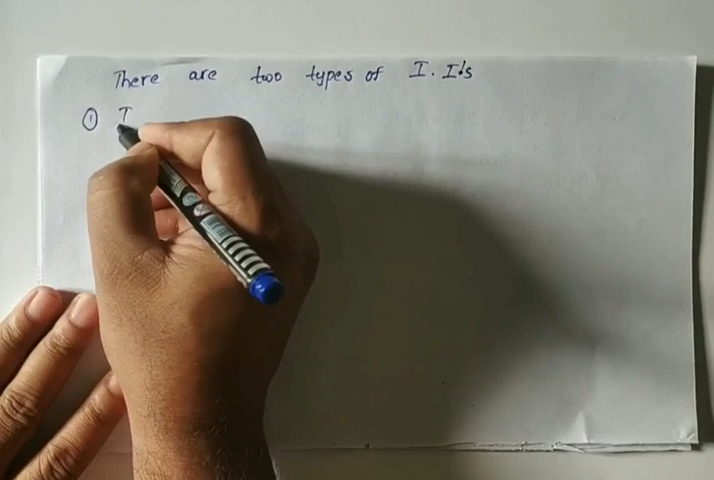 There are two types of I. I's
① I